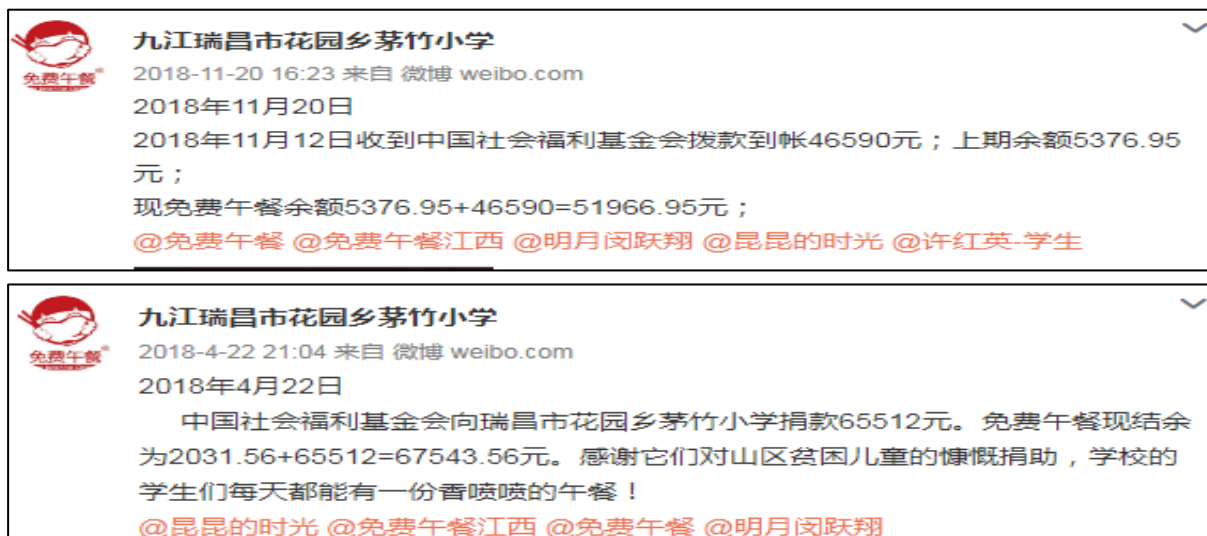 九江瑞昌市花园乡茅竹小学
免费午餐
2018-11-20 16:23 来自 微博 weibo.com
2018年11月20日
2018年11月12日收到中国社会福利基金会拨款到帐46590元；上期余额5376.95
元；
现免费午餐余额5376.95+46590=51966.95元；
@免费午餐 @免费午餐江西 @明月闵跃翔 @昆昆的时光 @许红英-学生
九江瑞昌市花园乡茅竹小学
免费午餐
2018-4-22 21:04 来自 微博 weibo.com
2018年4月22日
中国社会福利基金会向瑞昌市花园乡茅竹小学捐款65512元。免费午餐现结余
为2031.56+65512=67543.56元。感谢它们对山区贫困儿童的慷慨捐助，学校的
学生们每天都能有一份香喷喷的午餐！
@昆昆的时光 @免费午餐江西 @免费午餐 @明月闵跃翔